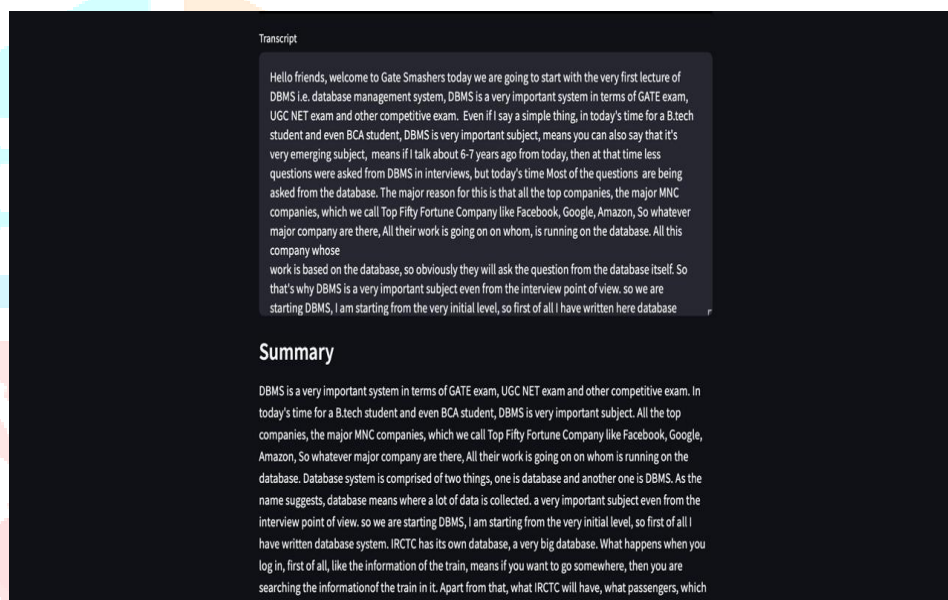 Transcript
Hello friends, welcome to Gate Smashers today we are going to start with the very first lecture of
DBMS i.e. database management system, DBMS is a very important system in terms of GATE exam,
UGC NET exam and other competitive exam. Even if I say a simple thing, in today's time for a B.tech
student and even BCA student, DBMS is very important subject, means you can also say that it's
very emerging subject, means if I talk about 6-7 years ago from today, then at that time less
questions were asked from DBMS in interviews, but today's time Most of the questions are being
asked from the database. The major reason for this is that all the top companies, the major MNC
companies, which we call Top Fifty Fortune Company like Facebook, Google, Amazon, So whatever
major company are there, All their work is going on on whom, is running on the database. All this
company whose
work is based on the database, so obviously they will ask the question from the database itself. So
that's why DBMS is a very important subject even from the interview point of view. so we are
starting DBMS, I am starting from the very initial level, so first of all I have written here database
Summary
DBMS is a very important system in terms of GATE exam, UGC NET exam and other competitive exam. In
today's time for a B.tech student and even BCA student, DBMS is very important subject. All the top
companies, the major MNC companies, which we call Top Fifty Fortune Company like Facebook, Google,
Amazon, So whatever major company are there, All their work is going on on whom is running on the
database. Database system is comprised of two things, one is database and another one is DBMS. As the
name suggests, database means where a lot of data is collected. a very important subject even from the
interview point of view. so we are starting DBMS, I am starting from the very initial level, so first of all I
have written database system. IRCTC has its own database, a very big database. What happens when you
log in, first of all, like the information of the train, means if you want to go somewhere, then you are
searching the informationof the train in it. Apart from that, what IRCTC will have, what passengers, which